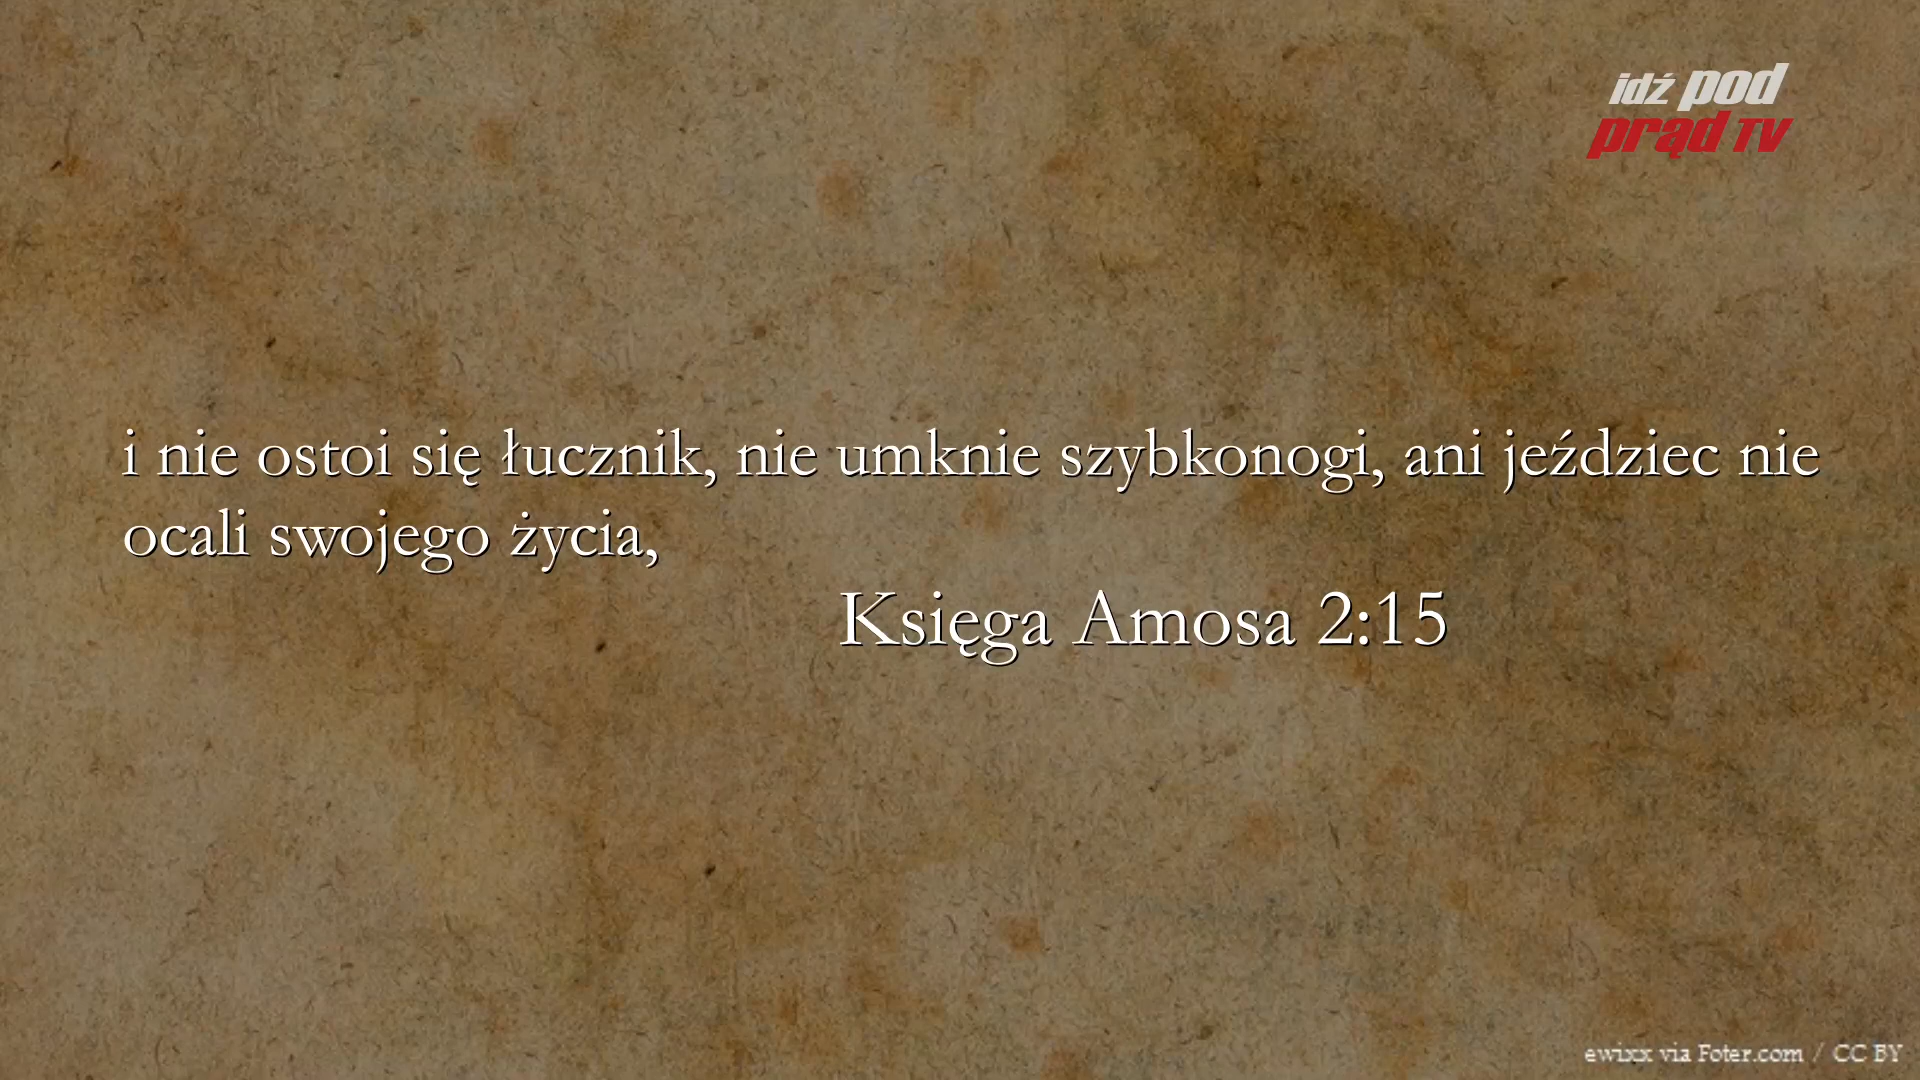 idź pod
prąd TV
i nie ostoi się łucznik, nie umknie szybkonogi, ani jeździec nie
ocali swojego życia,
Księga Amosa 2:15
ewixx via Foter.com / CC BY